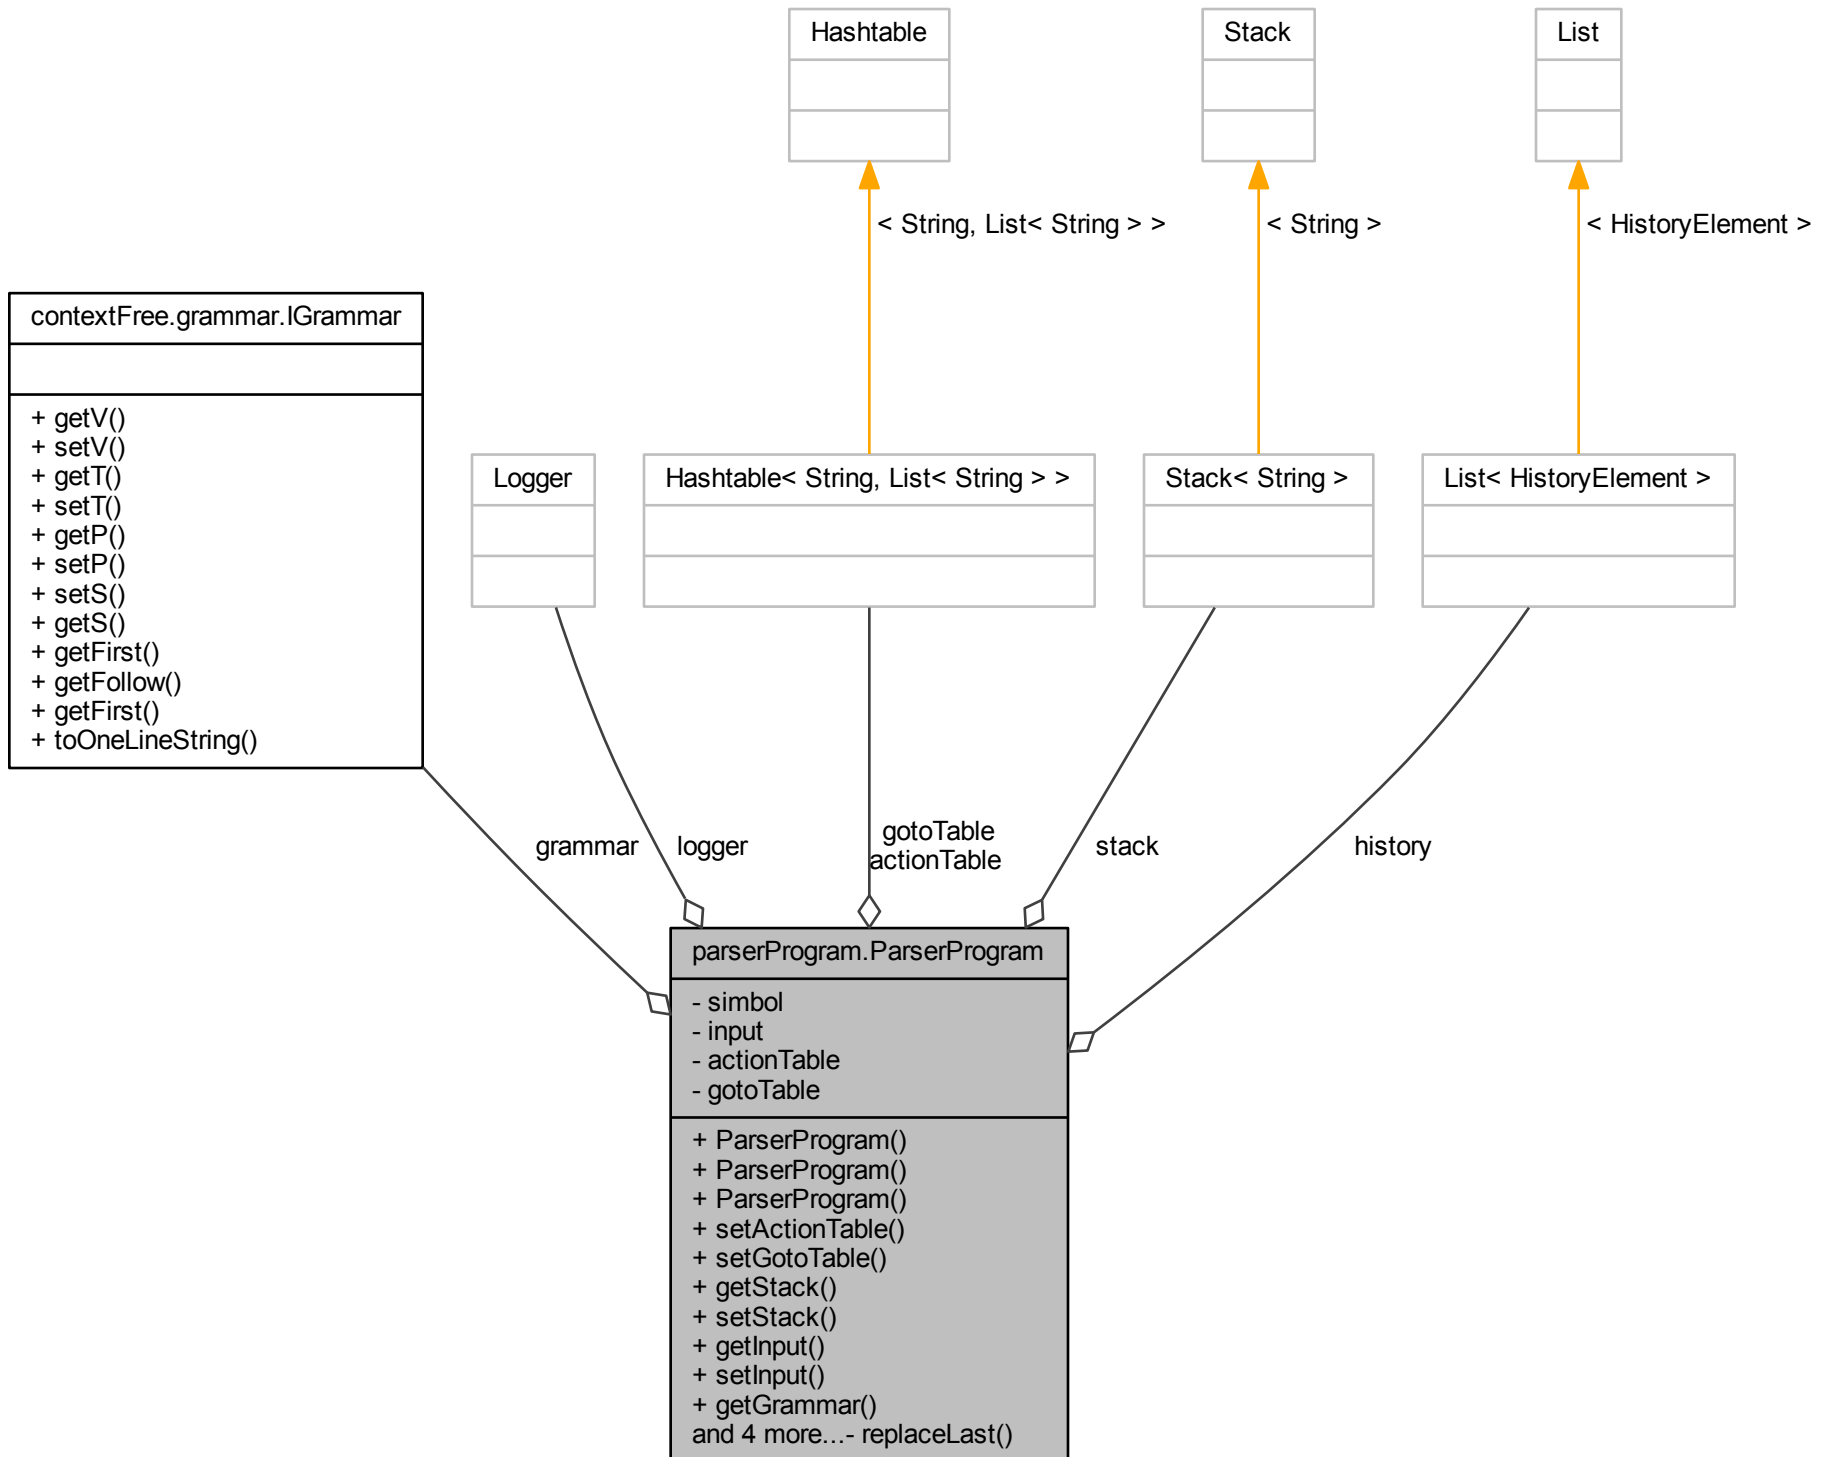 Hashtable
Stack
List
< String, List< String > >
< String >
< HistoryElement >
contextFree.grammar.IGrammar
+ getV()
+ setV()
+ getT()
+ setT()
+ getP()
+ setP()
+ setS()
+ getS()
+ getFirst()
+ getFollow()
+ getFirst()
+ toOneLineString()
Logger
Hashtable< String, List< String > >
Stack< String >
List< HistoryElement >
grammar
logger
gotoTable
actionTable
stack
history
parserProgram.ParserProgram
- simbol
- input
- actionTable
- gotoTable
+ ParserProgram()
+ ParserProgram()
+ ParserProgram()
+ setActionTable()
+ setGotoTable()
+ getStack()
+ setStack()
+ getInput()
+ setInput()
+ getGrammar()
and 4 more...- replaceLast()